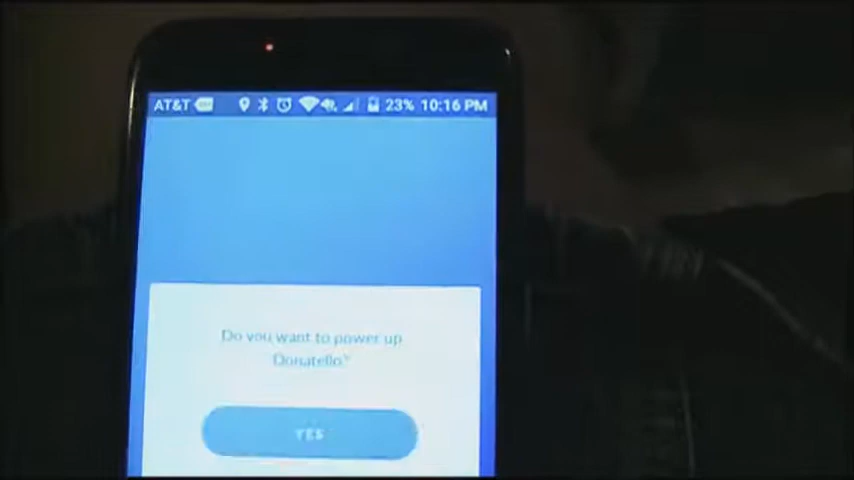 AT&T 23% 10:16 PM
Do you want to power up
Donatello?
YES